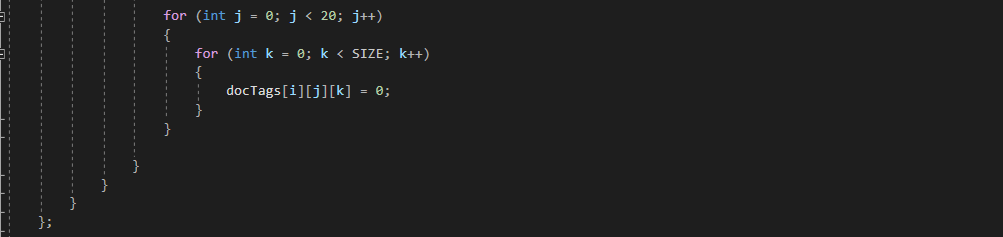 for (int j = 0; j < 20; j++)
{
for (int k = 0; k < SIZE; k++)
{
docTags[i][j][k] = 0;
}
}
}
}
}
};